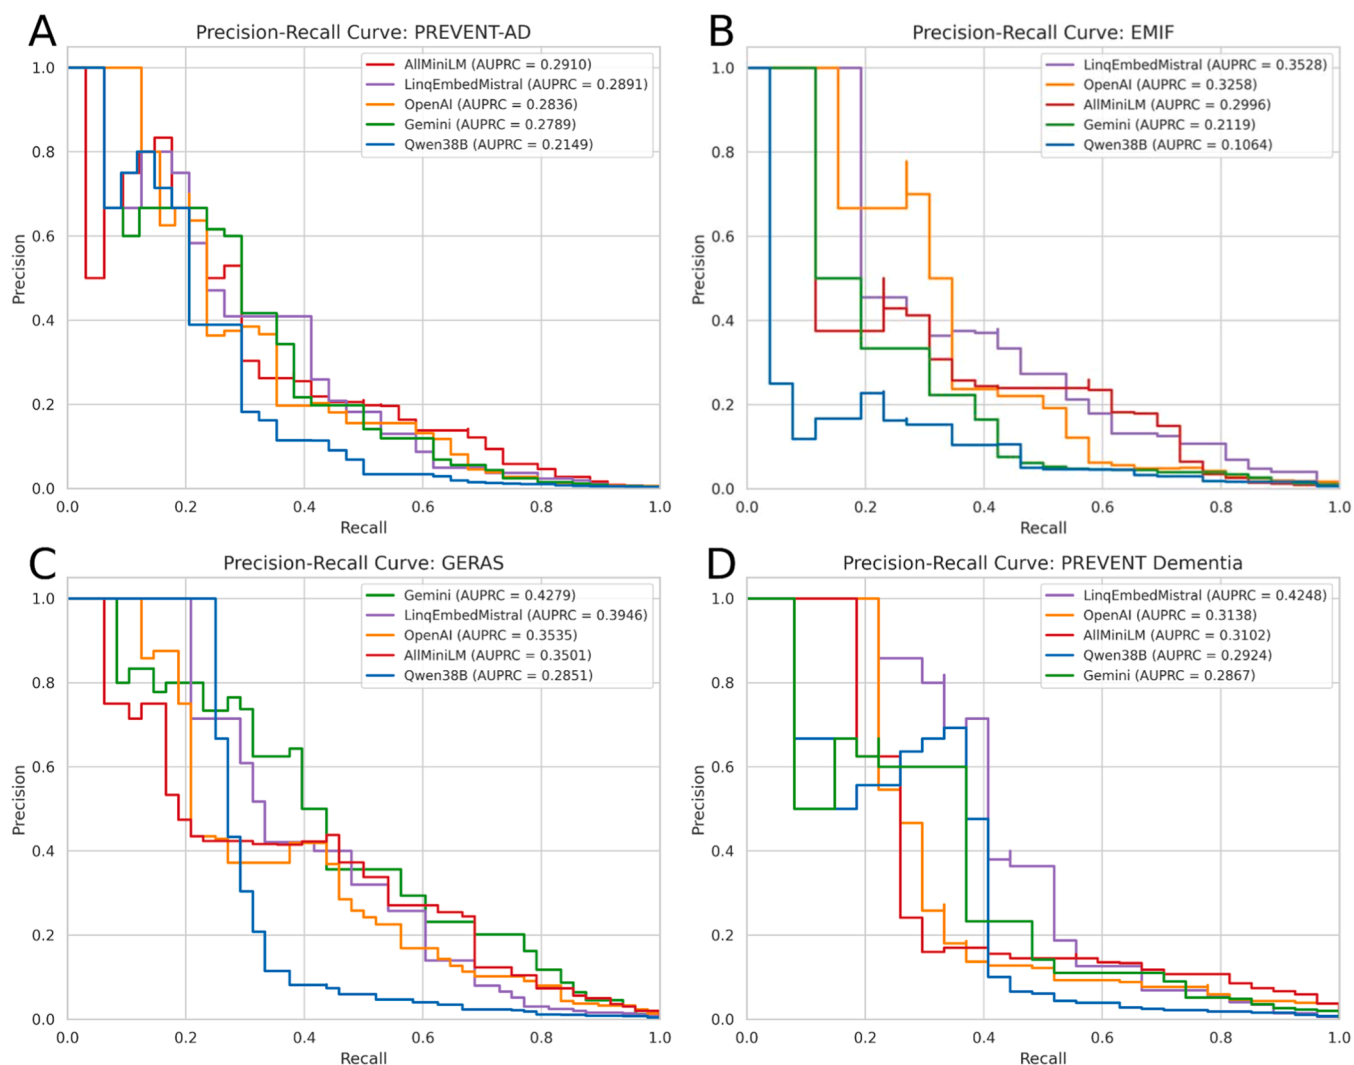 A
Precision-Recall Curve: PREVENT-AD
AllMiniLM (AUPRC = 0.2910)
LinqEmbedMistral (AUPRC = 0.2891)
OpenAI (AUPRC = 0.2836)
Gemini (AUPRC = 0.2789)
Qwen38B (AUPRC = 0.2149)
Precision
1.0
0.8
0.6
0.4
0.2
0.0
0.0 0.2 0.4 0.6 0.8 1.0
Recall
B
Precision-Recall Curve: EMIF
LinqEmbedMistral (AUPRC = 0.3528)
OpenAI (AUPRC = 0.3258)
AllMiniLM (AUPRC = 0.2996)
Gemini (AUPRC = 0.2119)
Qwen38B (AUPRC = 0.1064)
Precision
1.0
0.8
0.6
0.4
0.2
0.0
0.0 0.2 0.4 0.6 0.8 1.0
Recall
C
Precision-Recall Curve: GERAS
Gemini (AUPRC = 0.4279)
LinqEmbedMistral (AUPRC = 0.3946)
OpenAI (AUPRC = 0.3535)
AllMiniLM (AUPRC = 0.3501)
Qwen38B (AUPRC = 0.2851)
Precision
1.0
0.8
0.6
0.4
0.2
0.0
0.0 0.2 0.4 0.6 0.8 1.0
Recall
D
Precision-Recall Curve: PREVENT Dementia
LinqEmbedMistral (AUPRC = 0.4248)
OpenAI (AUPRC = 0.3138)
AllMiniLM (AUPRC = 0.3102)
Qwen38B (AUPRC = 0.2924)
Gemini (AUPRC = 0.2867)
Precision
1.0
0.8
0.6
0.4
0.2
0.0
0.0 0.2 0.4 0.6 0.8 1.0
Recall